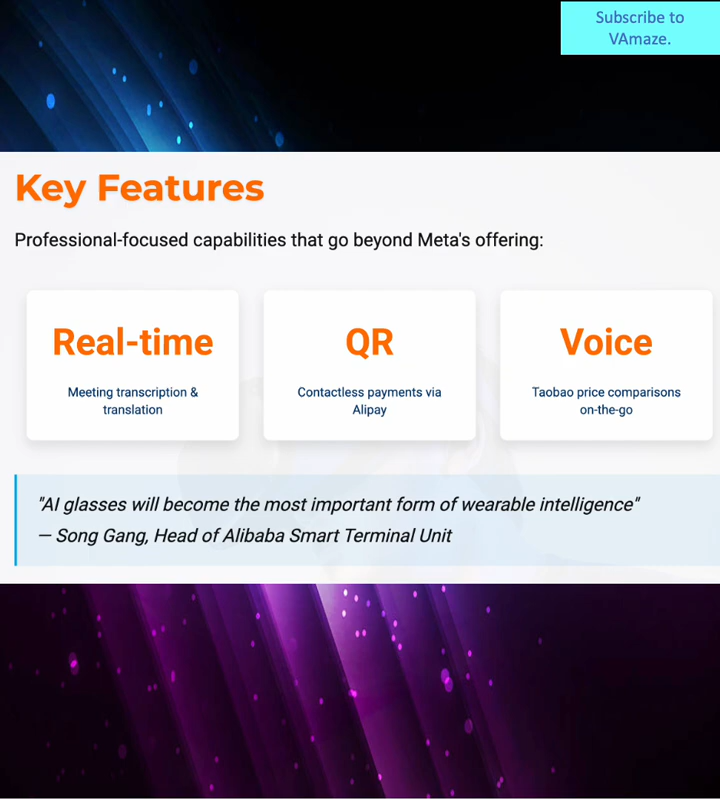 Subscribe to
VAmaze.
Key Features
Professional-focused capabilities that go beyond Meta's offering:
Real-time
Meeting transcription &
translation
QR
Contactless payments via
Alipay
Voice
Taobao price comparisons
on-the-go
"AI glasses will become the most important form of wearable intelligence"
— Song Gang, Head of Alibaba Smart Terminal Unit